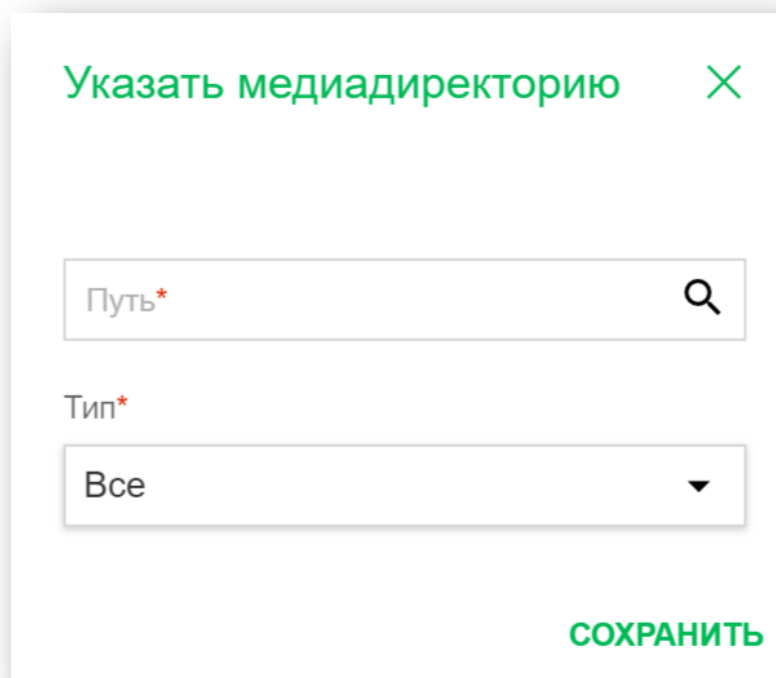 Указать медиадиректорию
Путь*
Тип*
Все
СОХРАНИТЬ